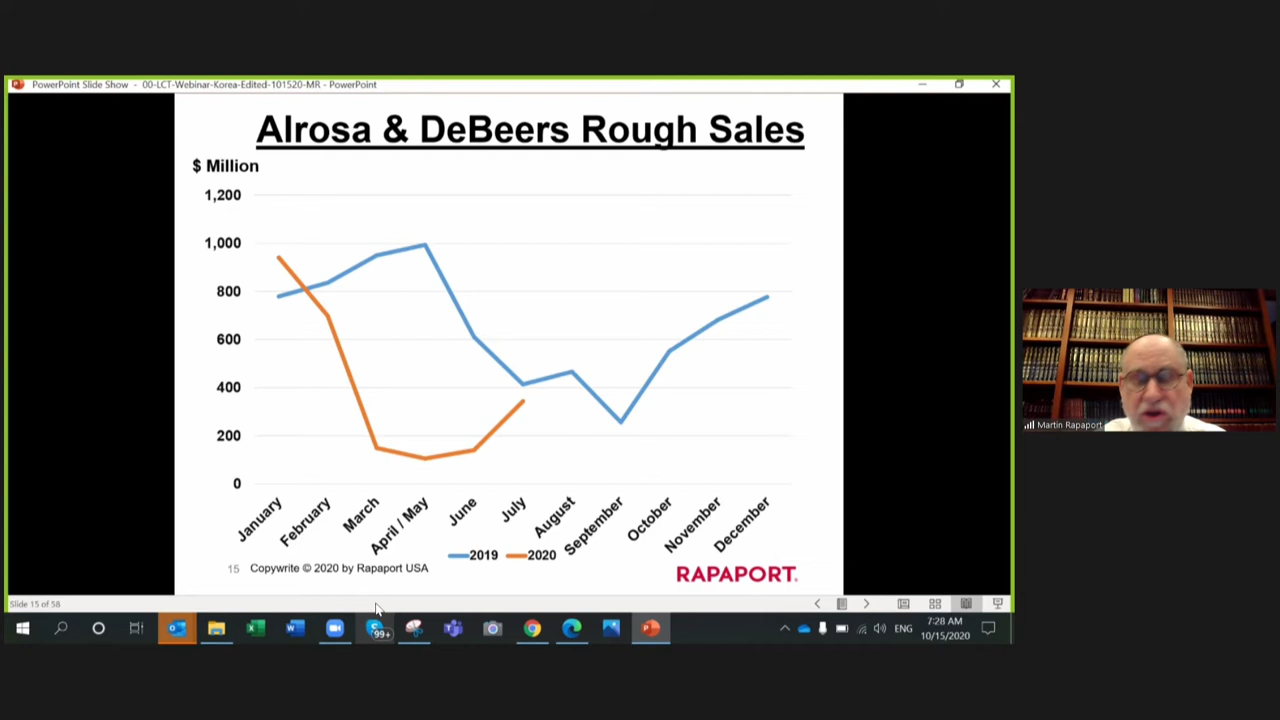 PowerPoint Slide Show - 00-LCT-Webinar-Korea-Edited-101520-MR - PowerPoint
Alrosa & DeBeers Rough Sales
$ Million
1,200
1,000
800
600
400
200
0
January
February
March
April / May
June
July
August
September
October
November
December
2019
2020
15
Copywrite © 2020 by Rapaport USA
RAPAPORT.
Slide 15 of 58
99+
ENG
7:28 AM
10/15/2020
Martin Rapaport